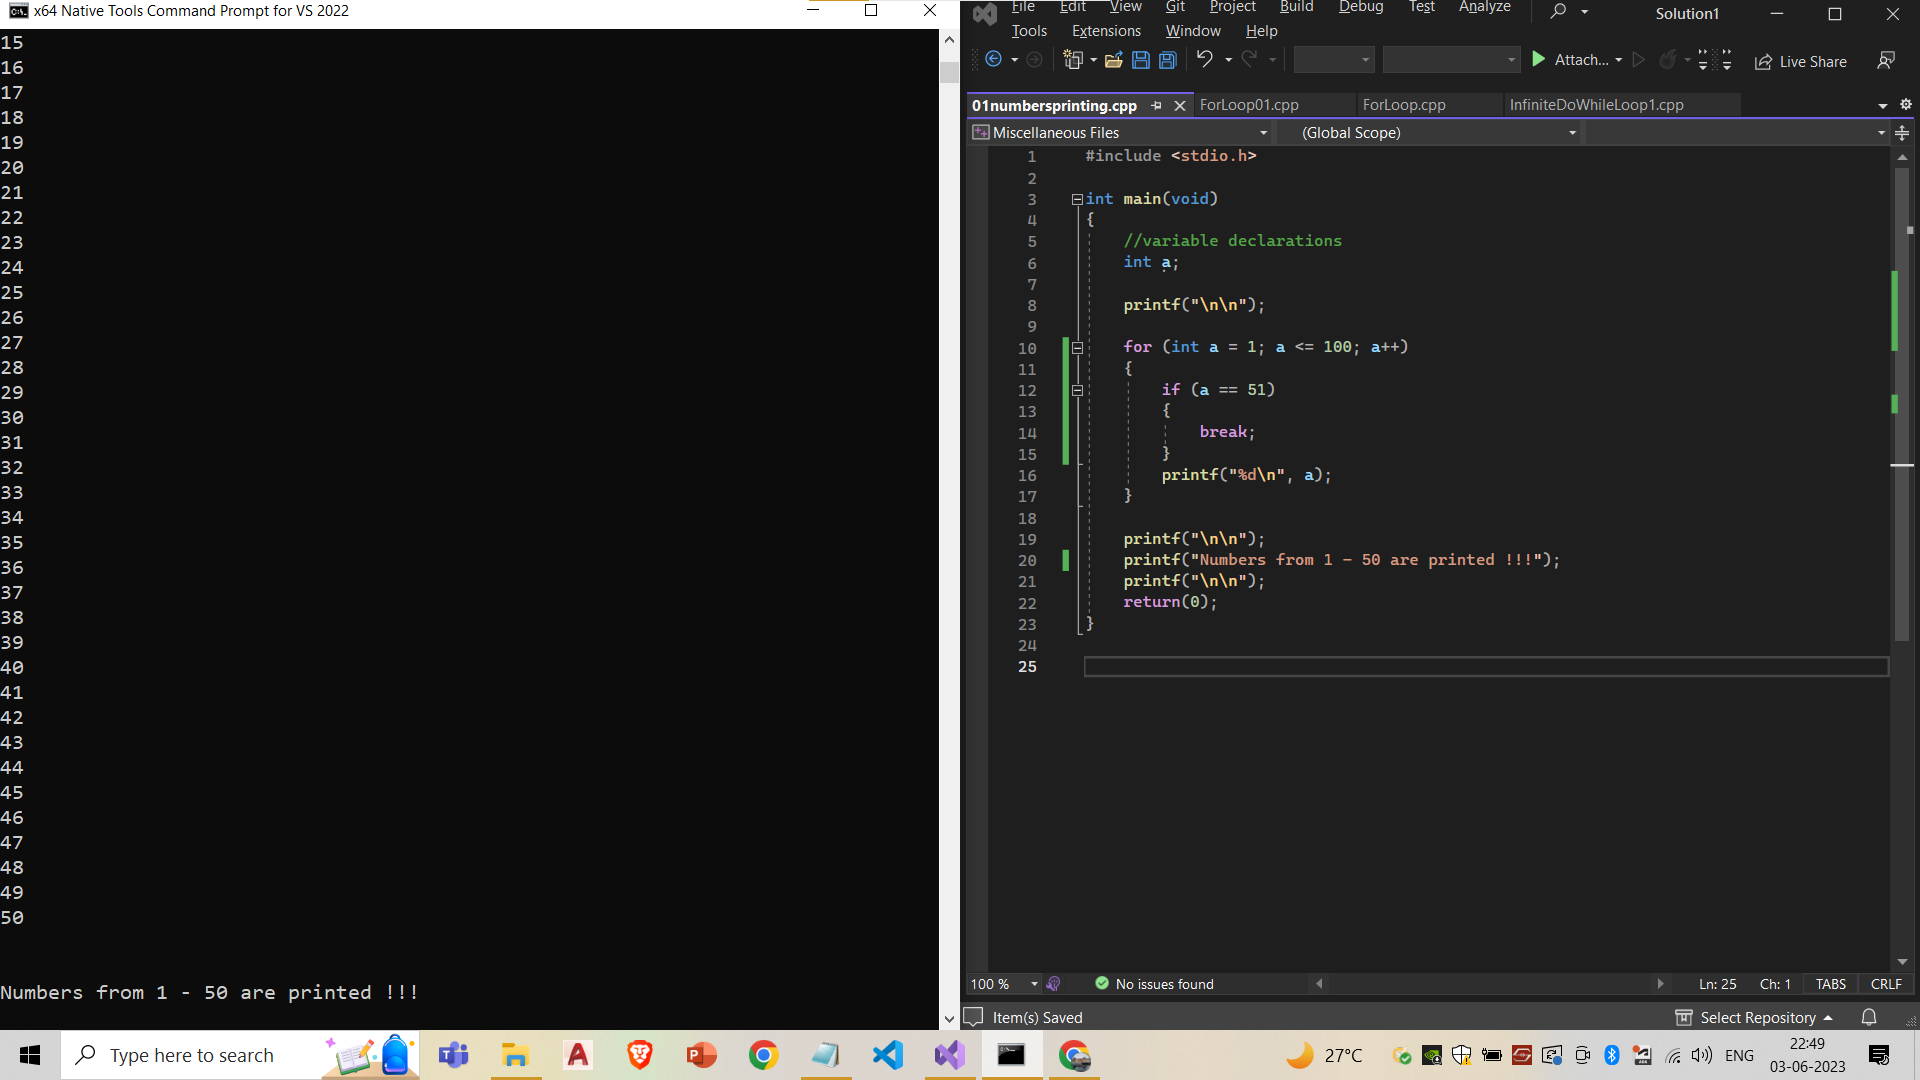 x64 Native Tools Command Prompt for VS 2022
15
16
17
18
19
20
21
22
23
24
25
26
27
28
29
30
31
32
33
34
35
36
37
38
39
40
41
42
43
44
45
46
47
48
49
50
Numbers from 1 - 50 are printed !!!
File Edit View Git Project Build Debug Test Analyze Solution1
Tools Extensions Window Help
Attach... Live Share
01numbersprinting.cpp ForLoop01.cpp ForLoop.cpp InfiniteDoWhileLoop1.cpp
Miscellaneous Files (Global Scope)
1 #include <stdio.h>
2
3 int main(void)
4 {
5 //variable declarations
6 int a;
7
8 printf("\n\n");
9
10 for (int a = 1; a <= 100; a++)
11 {
12 if (a == 51)
13 {
14 break;
15 }
16 printf("%d\n", a);
17 }
18
19 printf("\n\n");
20 printf("Numbers from 1 - 50 are printed !!!");
21 printf("\n\n");
22 return(0);
23 }
24
25
100 % No issues found Ln: 25 Ch: 1 TABS CRLF
Item(s) Saved Select Repository
Type here to search 27°C ENG 22:49
03-06-2023